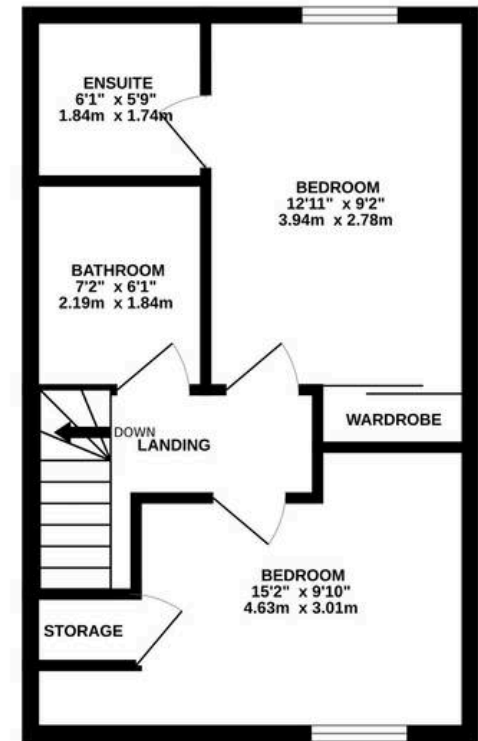 ENSUITE
6'1" x 5'9"
1.84m x 1.74m
BEDROOM
12'11" x 9'2"
3.94m x 2.78m
BATHROOM
7'2" x 6'1"
2.19m x 1.84m
DOWN
LANDING
WARDROBE
BEDROOM
15'2" x 9'10"
4.63m x 3.01m
STORAGE